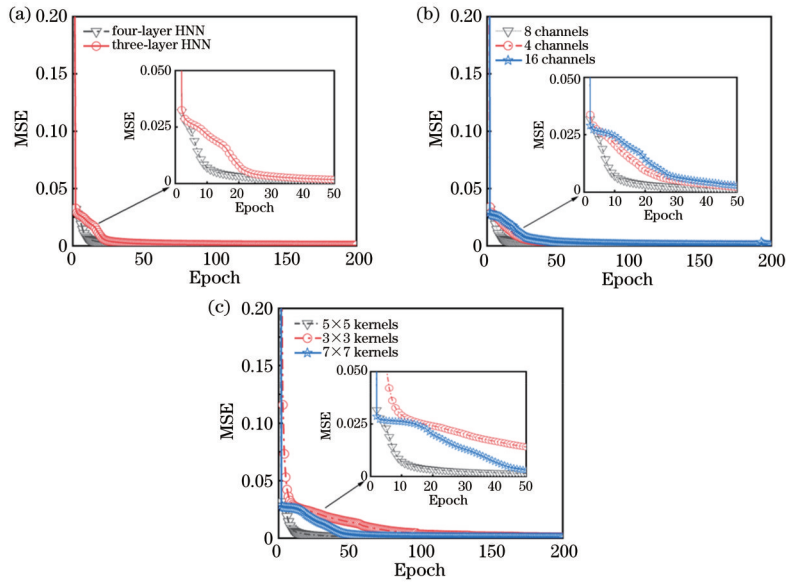 (a)
0.20
0.15
0.10
0.05
0
MSE
four-layer HNN
three-layer HNN
0.050
0.025
0.000
MSE
0 10 20 30 40 50
Epoch
0 50 100 150 200
Epoch
(b)
0.20
0.15
0.10
0.05
0
MSE
8 channels
4 channels
16 channels
0.050
0.025
0.000
MSE
0 10 20 30 40 50
Epoch
0 50 100 150 200
Epoch
(c)
0.20
0.15
0.10
0.05
0
MSE
5×5 kernels
3×3 kernels
7×7 kernels
0.050
0.025
0.000
MSE
0 10 20 30 40 50
Epoch
0 50 100 150 200
Epoch